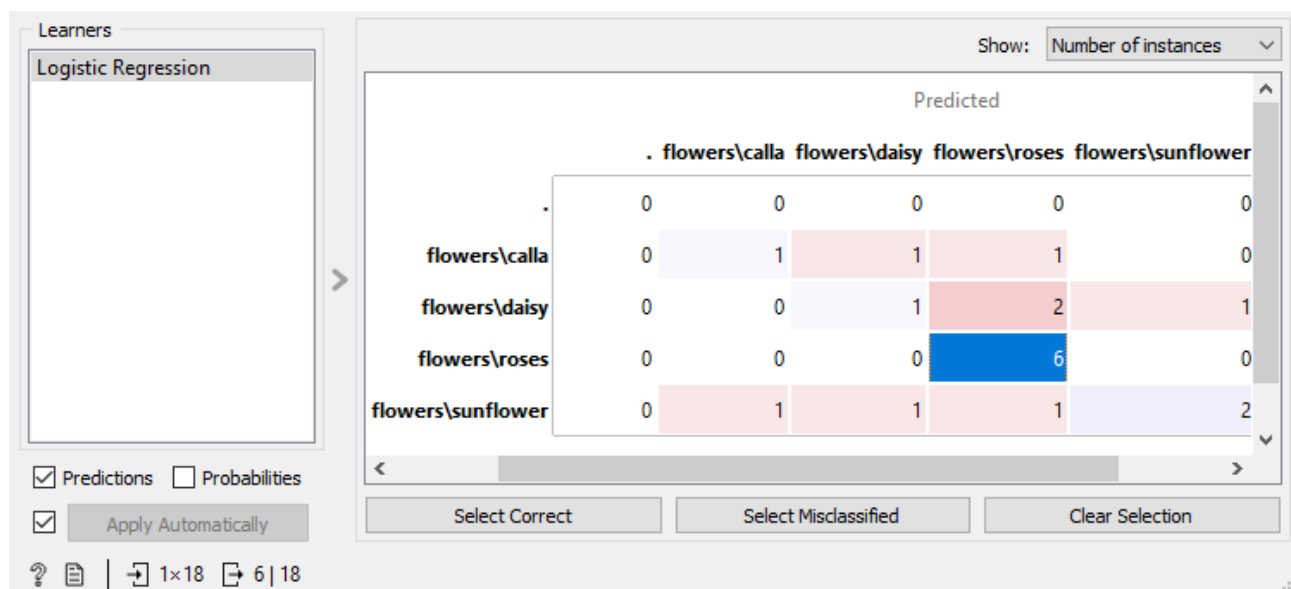 Learners
Logistic Regression
Show: Number of instances
Predicted
. flowers\calla flowers\daisy flowers\roses flowers\sunflower
. 0 0 0 0 0
flowers\calla 0 1 1 1 0
flowers\daisy 0 0 1 2 1
flowers\roses 0 0 0 6 0
flowers\sunflower 0 1 1 1 2
Predictions Probabilities
Apply Automatically
Select Correct Select Misclassified Clear Selection
? 1×18 6 | 18